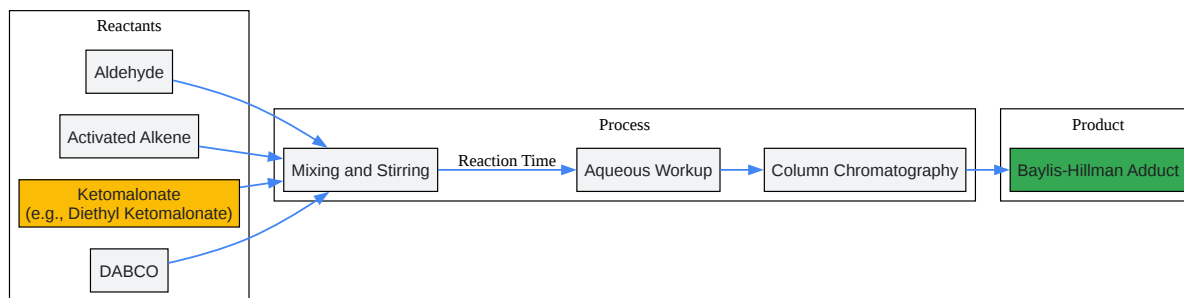 Reactants
Aldehyde
Activated Alkene
Ketomalonate
(e.g., Diethyl Ketomalonate)
DABCO
Process
Mixing and Stirring
Reaction Time
Aqueous Workup
Column Chromatography
Product
Baylis-Hillman Adduct